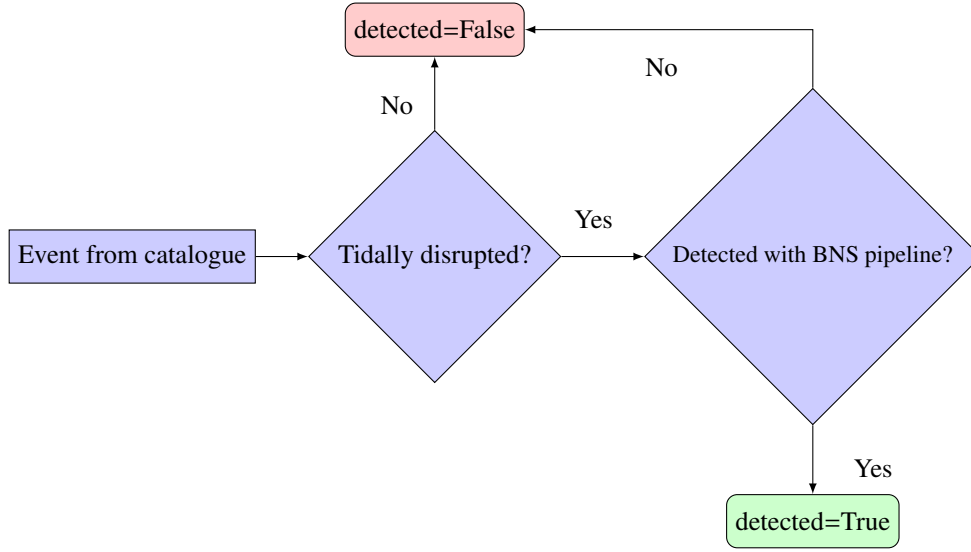 detected=False
No
No
Yes
Event from catalogue
Tidally disrupted?
Detected with BNS pipeline?
Yes
detected=True